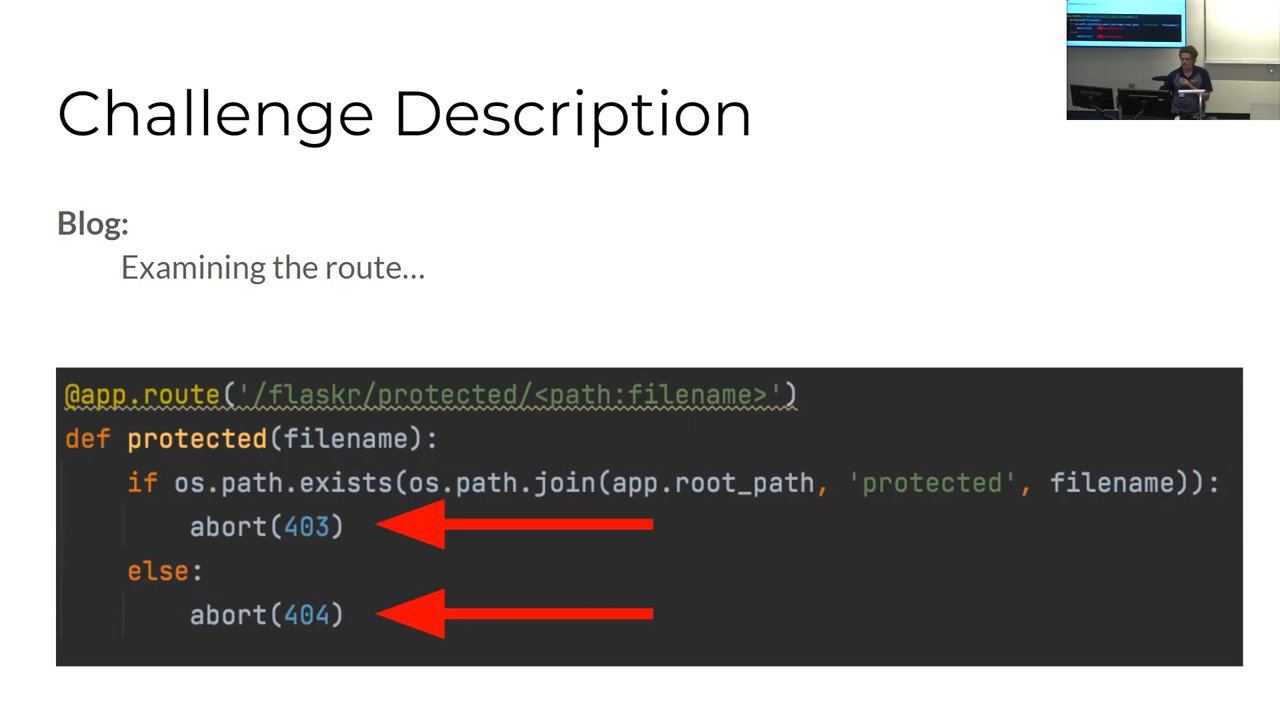 Challenge Description
Blog:
Examining the route...
@app.route('/flaskr/protected/<path:filename>')
def protected(filename):
if os.path.exists(os.path.join(app.root_path, 'protected', filename)):
abort(403)
else:
abort(404)